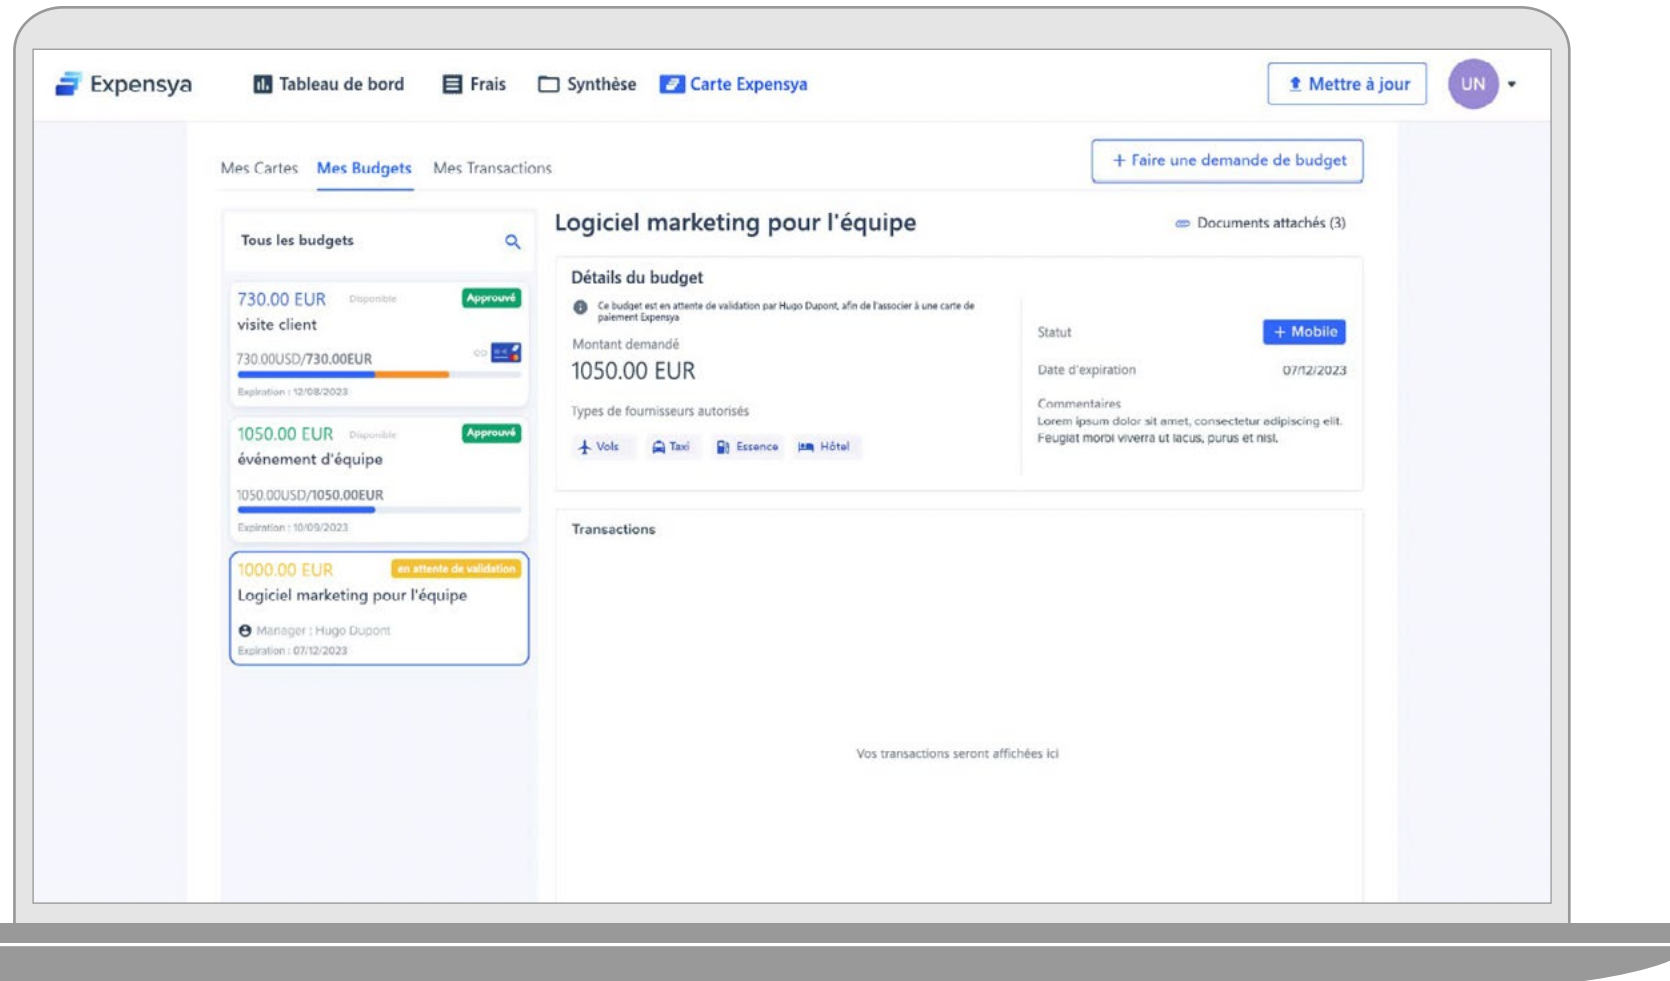 Expensya
Tableau de bord
Frais
Synthèse
Carte Expensya
Mettre à jour
UN
Mes Cartes
Mes Budgets
Mes Transactions
+ Faire une demande de budget
Tous les budgets
730.00 EUR Disponible Approuvé
visite client
730.00USD/730.00EUR
Expiration : 12/08/2023
1050.00 EUR Disponible Approuvé
événement d'équipe
1050.00USD/1050.00EUR
Expiration : 10/09/2023
1000.00 EUR en attente de validation
Logiciel marketing pour l'équipe
Manager : Hugo Dupont
Expiration : 07/12/2023
Logiciel marketing pour l'équipe
Documents attachés (3)
Détails du budget
Ce budget est en attente de validation par Hugo Dupont, afin de l'associer à une carte de
paiement Expensya
Montant demandé
1050.00 EUR
Types de fournisseurs autorisés
Vols
Taxi
Essence
Hôtel
Statut
+ Mobile
Date d'expiration
07/12/2023
Commentaires
Lorem ipsum dolor sit amet, consectetur adipiscing elit.
Feugiat morbi viverra ut lacus, purus et nisl.
Transactions
Vos transactions seront affichées ici